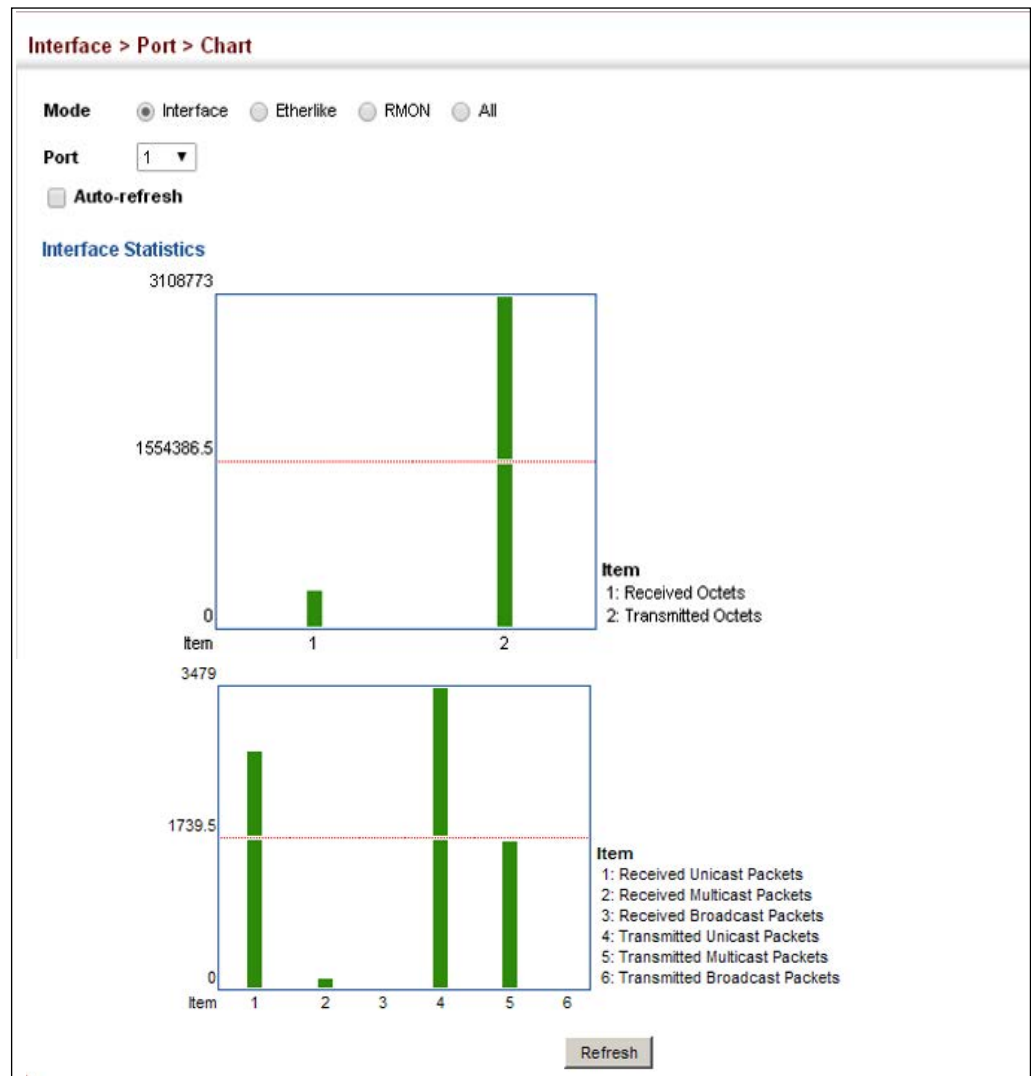 Interface > Port > Chart
Mode Interface Etherlike RMON All
Port 1
Auto-refresh
Interface Statistics
3108773
1554386.5
0
Item 1 2
Item
1: Received Octets
2: Transmitted Octets
3479
1739.5
0
Item 1 2 3 4 5 6
Item
1: Received Unicast Packets
2: Received Multicast Packets
3: Received Broadcast Packets
4: Transmitted Unicast Packets
5: Transmitted Multicast Packets
6: Transmitted Broadcast Packets
Refresh